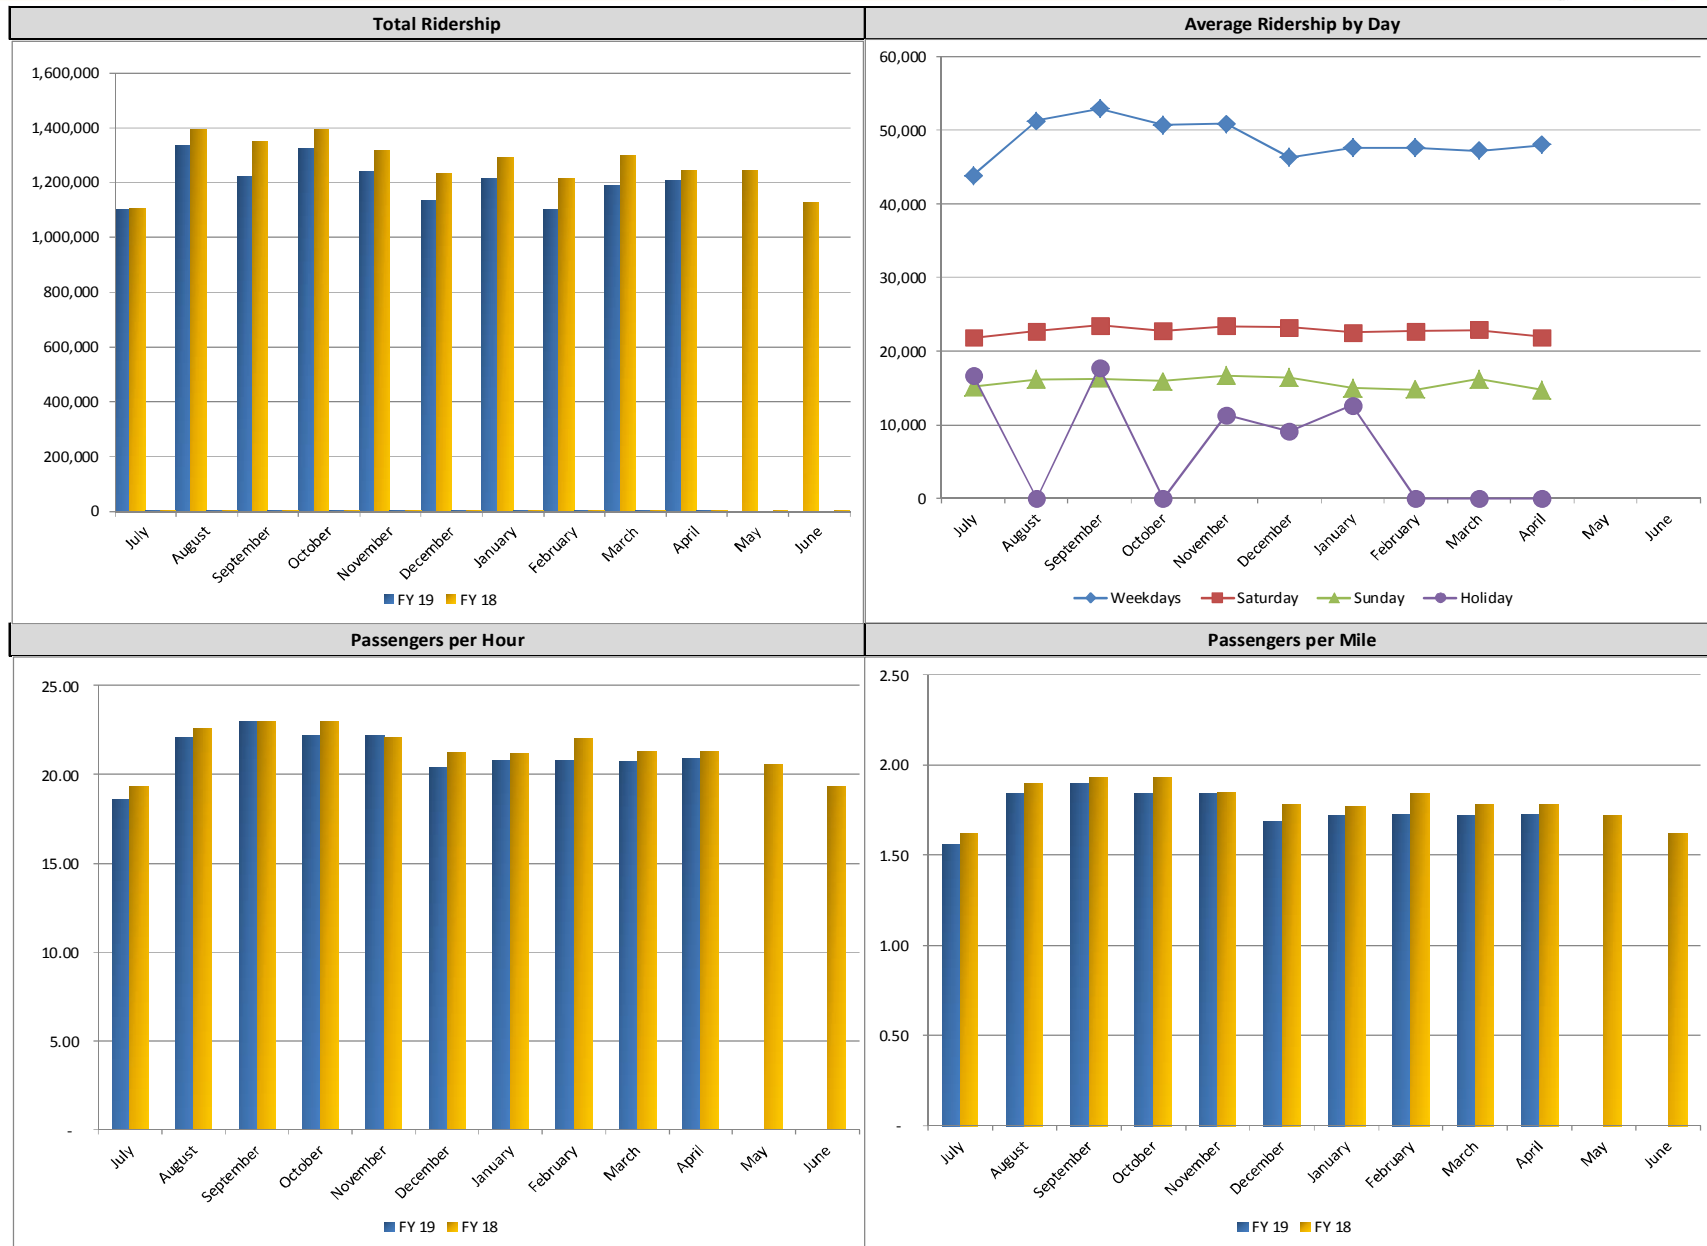 Total Ridership
1,600,000
1,400,000
1,200,000
1,000,000
800,000
600,000
400,000
200,000
0
July August September October November December January February March April May June
FY 19 FY 18
Average Ridership by Day
60,000
50,000
40,000
30,000
20,000
10,000
0
July August September October November December January February March April May June
Weekdays Saturday Sunday Holiday
Passengers per Hour
25.00
20.00
15.00
10.00
5.00
-
July August September October November December January February March April May June
FY 19 FY 18
Passengers per Mile
2.50
2.00
1.50
1.00
0.50
-
July August September October November December January February March April May June
FY 19 FY 18